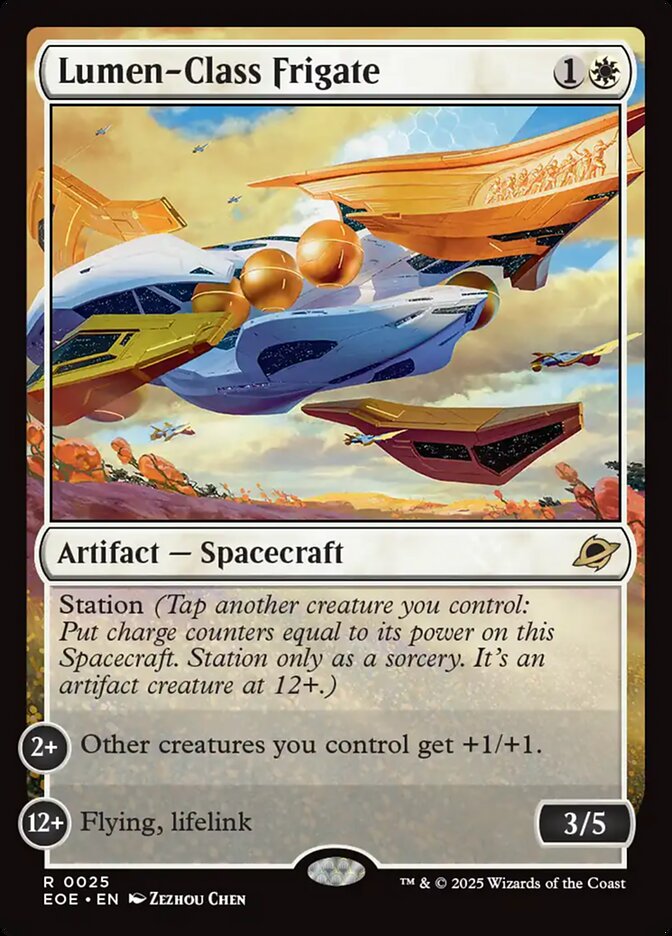 Lumen-Class Frigate 1
Artifact — Spacecraft
Station (Tap another creature you control:
Put charge counters equal to its power on this
Spacecraft. Station only as a sorcery. It's an
artifact creature at 12+.)
2+ Other creatures you control get +1/+1.
12+ Flying, lifelink
3/5
R 0025
EOE • EN Zezhou Chen
™ & © 2025 Wizards of the Coast